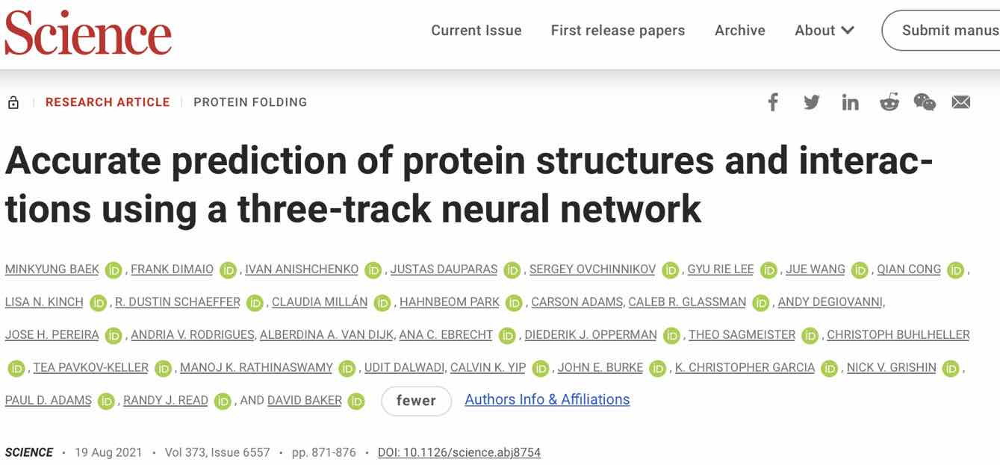 Science
Current Issue First release papers Archive About Submit manus
RESEARCH ARTICLE | PROTEIN FOLDING
Accurate prediction of protein structures and interac-
tions using a three-track neural network
MINKYUNG BAEK iD, FRANK DIMAIO iD, IVAN ANISHCHENKO iD, JUSTAS DAUPARAS iD, SERGEY OVCHINNIKOV iD, GYU RIE LEE iD, JUE WANG iD, QIAN CONG iD,
LISA N. KINCH iD, R. DUSTIN SCHAEFFER iD, CLAUDIA MILLÁN iD, HAHNBEOM PARK iD, CARSON ADAMS, CALEB R. GLASSMAN iD, ANDY DEGIOVANNI,
JOSE H. PEREIRA iD, ANDRIA V. RODRIGUES, ALBERDINA A. VAN DIJK, ANA C. EBRECHT iD, DIEDERIK J. OPPERMAN iD, THEO SAGMEISTER iD, CHRISTOPH BUHLHELLER
iD, TEA PAVKOV-KELLER iD, MANOJ K. RATHINASWAMY iD, UDIT DALWADI, CALVIN K. YIP iD, JOHN E. BURKE iD, K. CHRISTOPHER GARCIA iD, NICK V. GRISHIN iD,
PAUL D. ADAMS iD, RANDY J. READ iD, AND DAVID BAKER iD fewer Authors Info & Affiliations
SCIENCE • 19 Aug 2021 • Vol 373, Issue 6557 • pp. 871-876 • DOI: 10.1126/science.abj8754